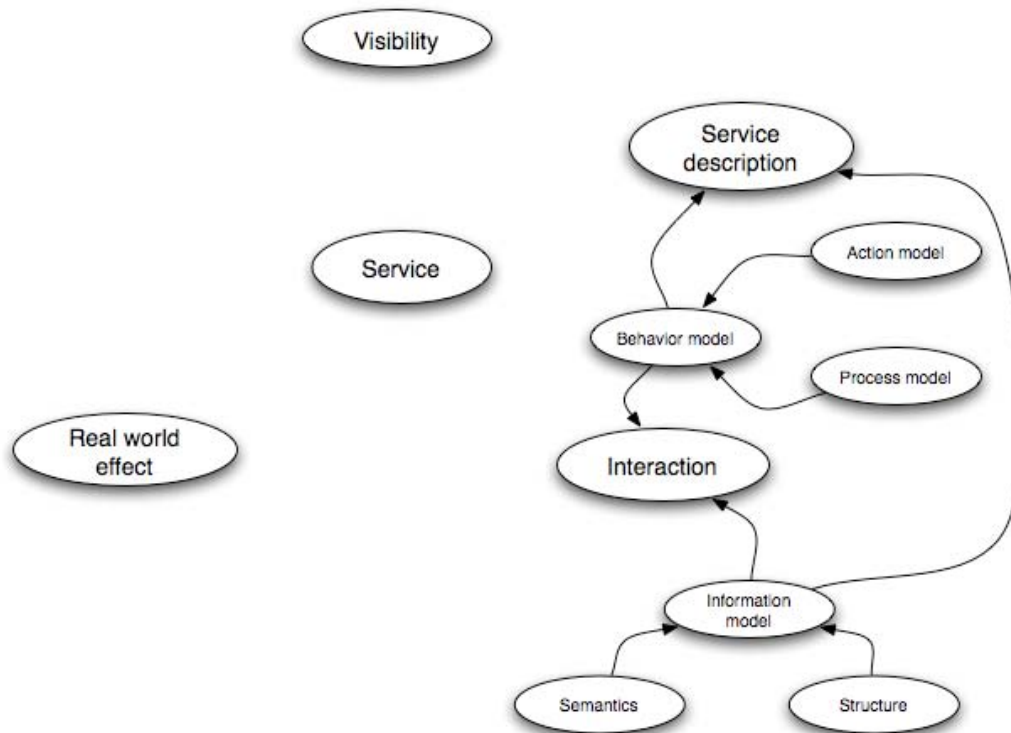 Visibility
Service
description
Action model
Service
Behavior model
Process model
Real world
effect
Interaction
Information
model
Semantics
Structure